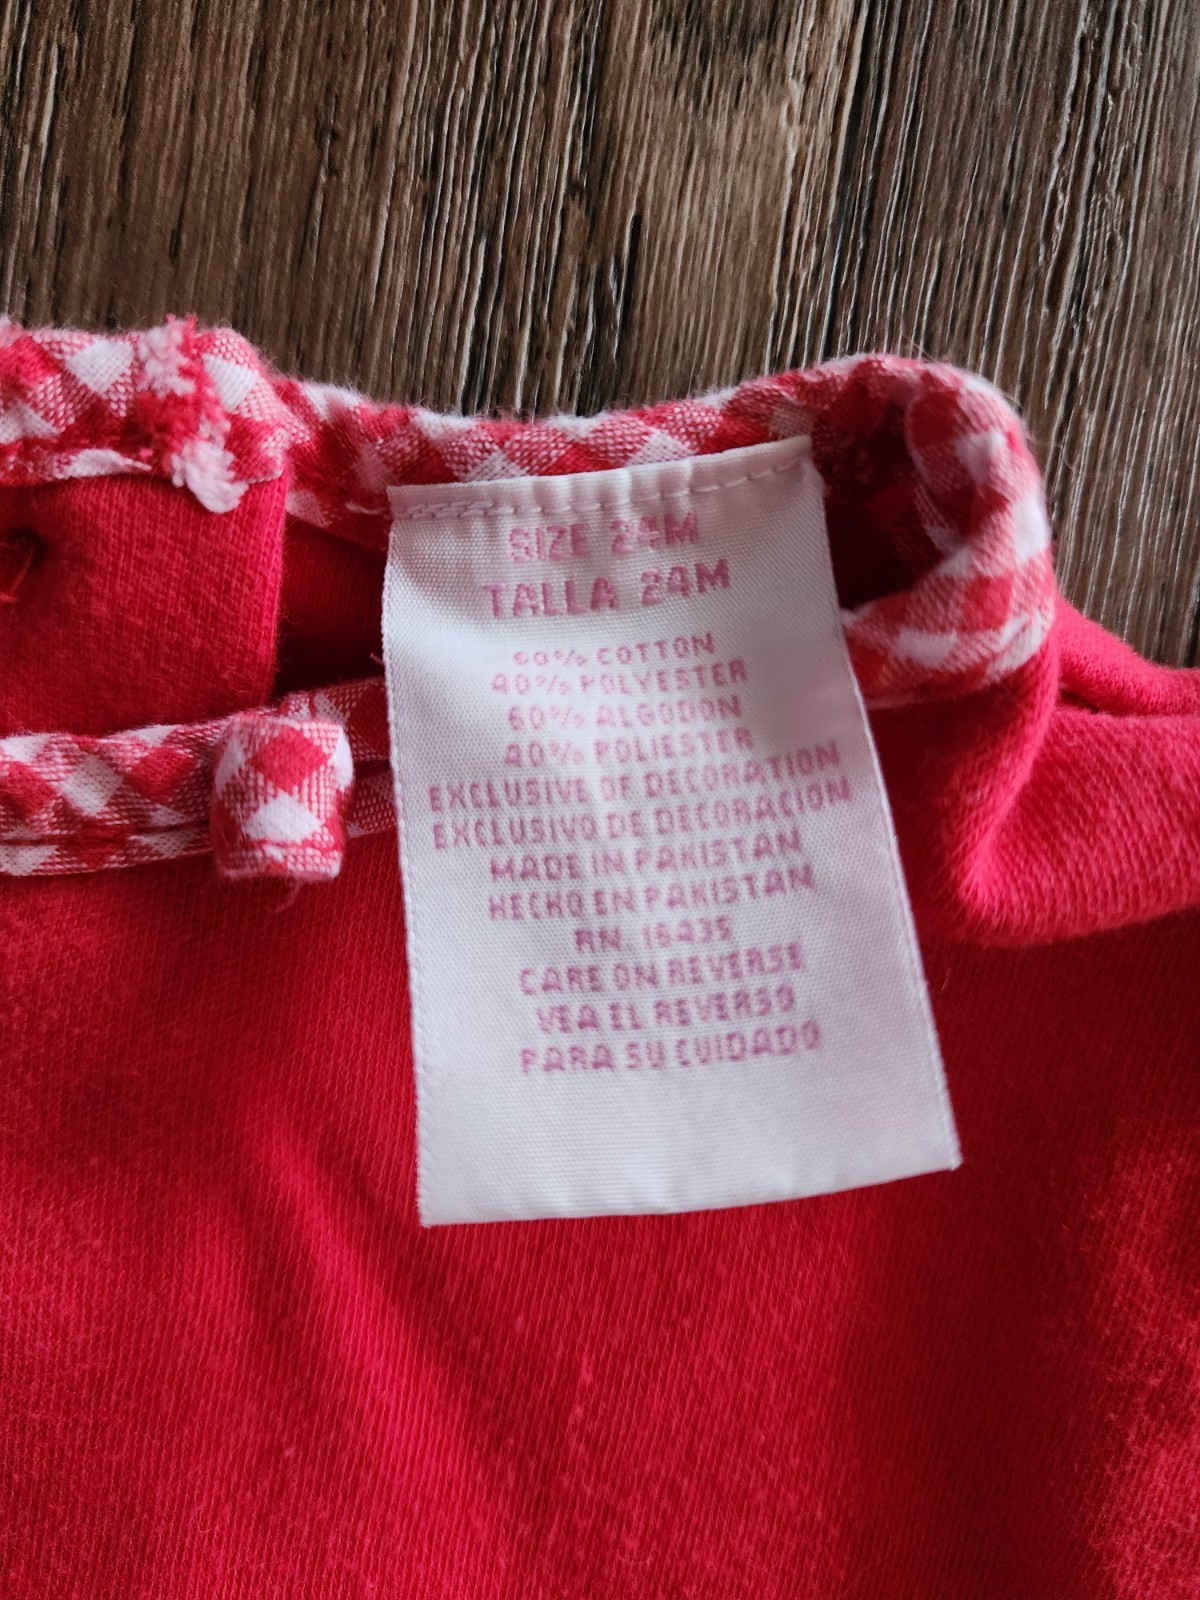 SIZE 24M
TALLA 24M
60% COTTON
40% POLYESTER
60% ALGODON
40% POLIESTER
EXCLUSIVE OF DECORATION
EXCLUSIVO DE DECORACION
MADE IN PAKISTAN
HECHO EN PAKISTAN
RN. 16435
CARE ON REVERSE
VEA EL REVERSO
PARA SU CUIDADO